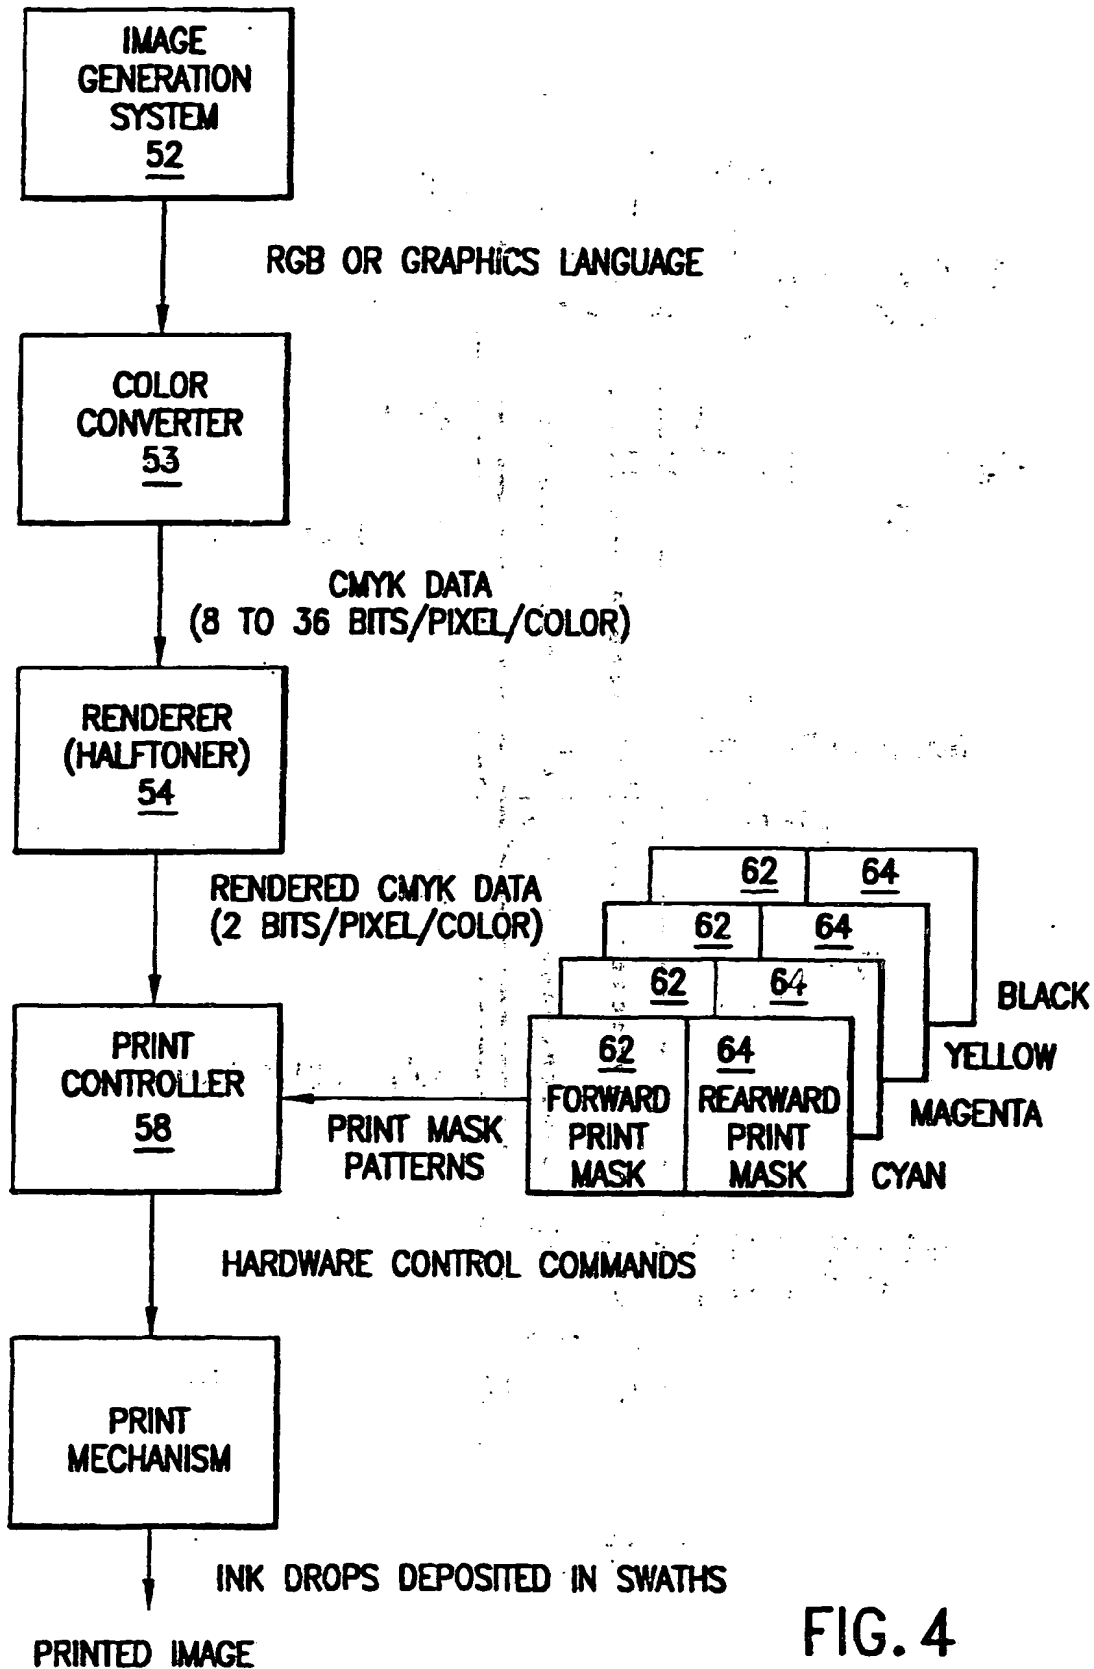 IMAGE
GENERATION
SYSTEM
52
RGB OR GRAPHICS LANGUAGE
COLOR
CONVERTER
53
CMYK DATA
(8 TO 36 BITS/PIXEL/COLOR)
RENDERER
(HALFTONER)
54
RENDERED CMYK DATA
(2 BITS/PIXEL/COLOR)
62 64
62 64
62 64
BLACK
YELLOW
MAGENTA
CYAN
62
FORWARD
PRINT
MASK
64
REARWARD
PRINT
MASK
PRINT MASK
PATTERNS
PRINT
CONTROLLER
58
HARDWARE CONTROL COMMANDS
PRINT
MECHANISM
INK DROPS DEPOSITED IN SWATHS
PRINTED IMAGE
FIG. 4